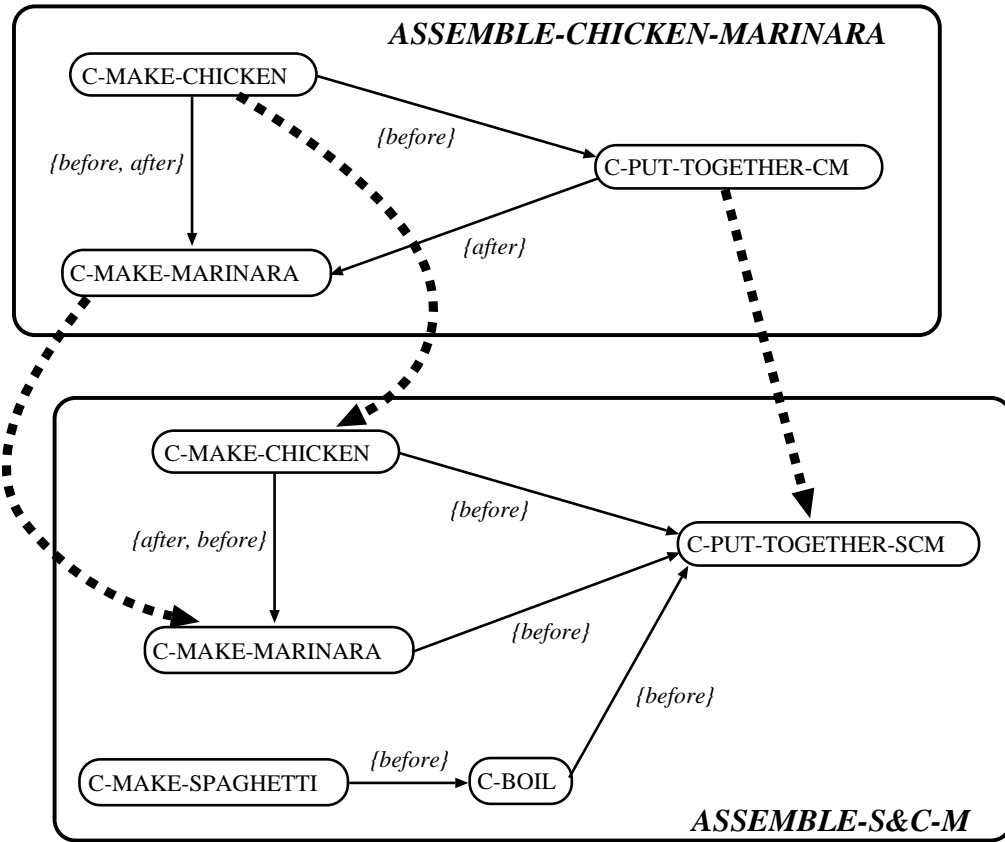 ASSEMBLE-CHICKEN-MARINARA
C-MAKE-CHICKEN
{before}
{before, after}
C-PUT-TOGETHER-CM
{after}
C-MAKE-MARINARA
C-MAKE-CHICKEN
{before}
{after, before}
C-PUT-TOGETHER-SCM
{before}
C-MAKE-MARINARA
{before}
{before}
C-MAKE-SPAGHETTI
C-BOIL
ASSEMBLE-S&C-M